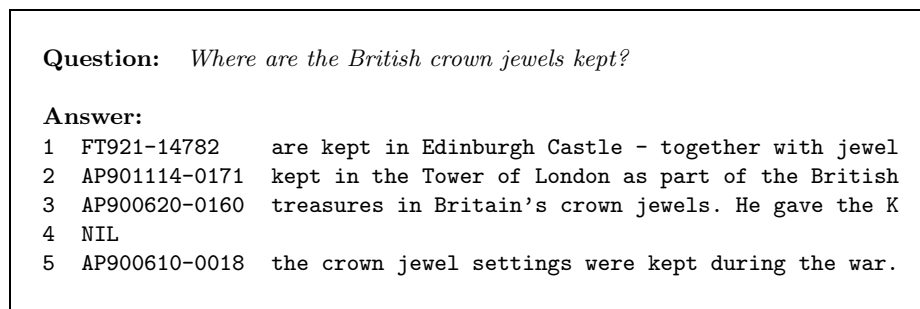 Question: Where are the British crown jewels kept?
Answer:
1 FT921-14782 are kept in Edinburgh Castle - together with jewel
2 AP901114-0171 kept in the Tower of London as part of the British
3 AP900620-0160 treasures in Britain's crown jewels. He gave the K
4 NIL
5 AP900610-0018 the crown jewel settings were kept during the war.